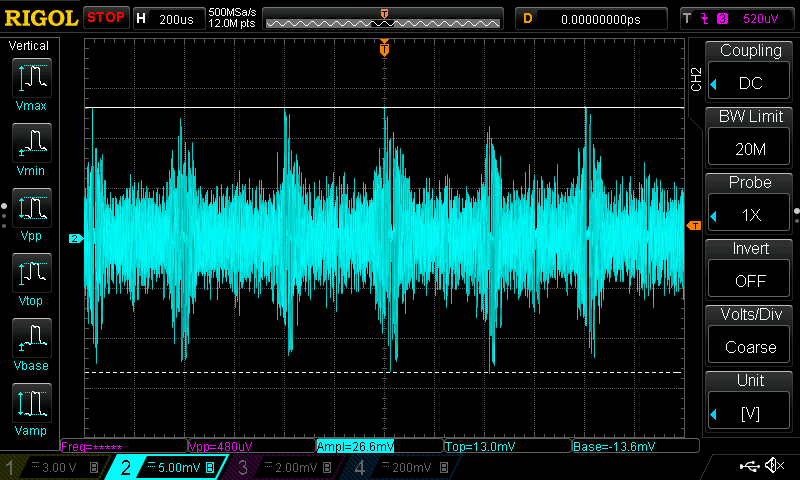 RIGOL STOP H 200us 500MSa/s 12.0M pts D 0.00000000ps T 3 520uV
T
Vertical
Vmax
Vmin
Vpp
Vtop
Vbase
Vamp
2
T
CH2
Coupling
DC
BW Limit
20M
Probe
1X
Invert
OFF
Volts/Div
Coarse
Unit
[V]
Freq=***** Vpp=480uV Ampl=26.6mV Top=13.0mV Base=-13.6mV
1 3.00 V B 2 5.00mV B 3 2.00mV B 4 200mV B